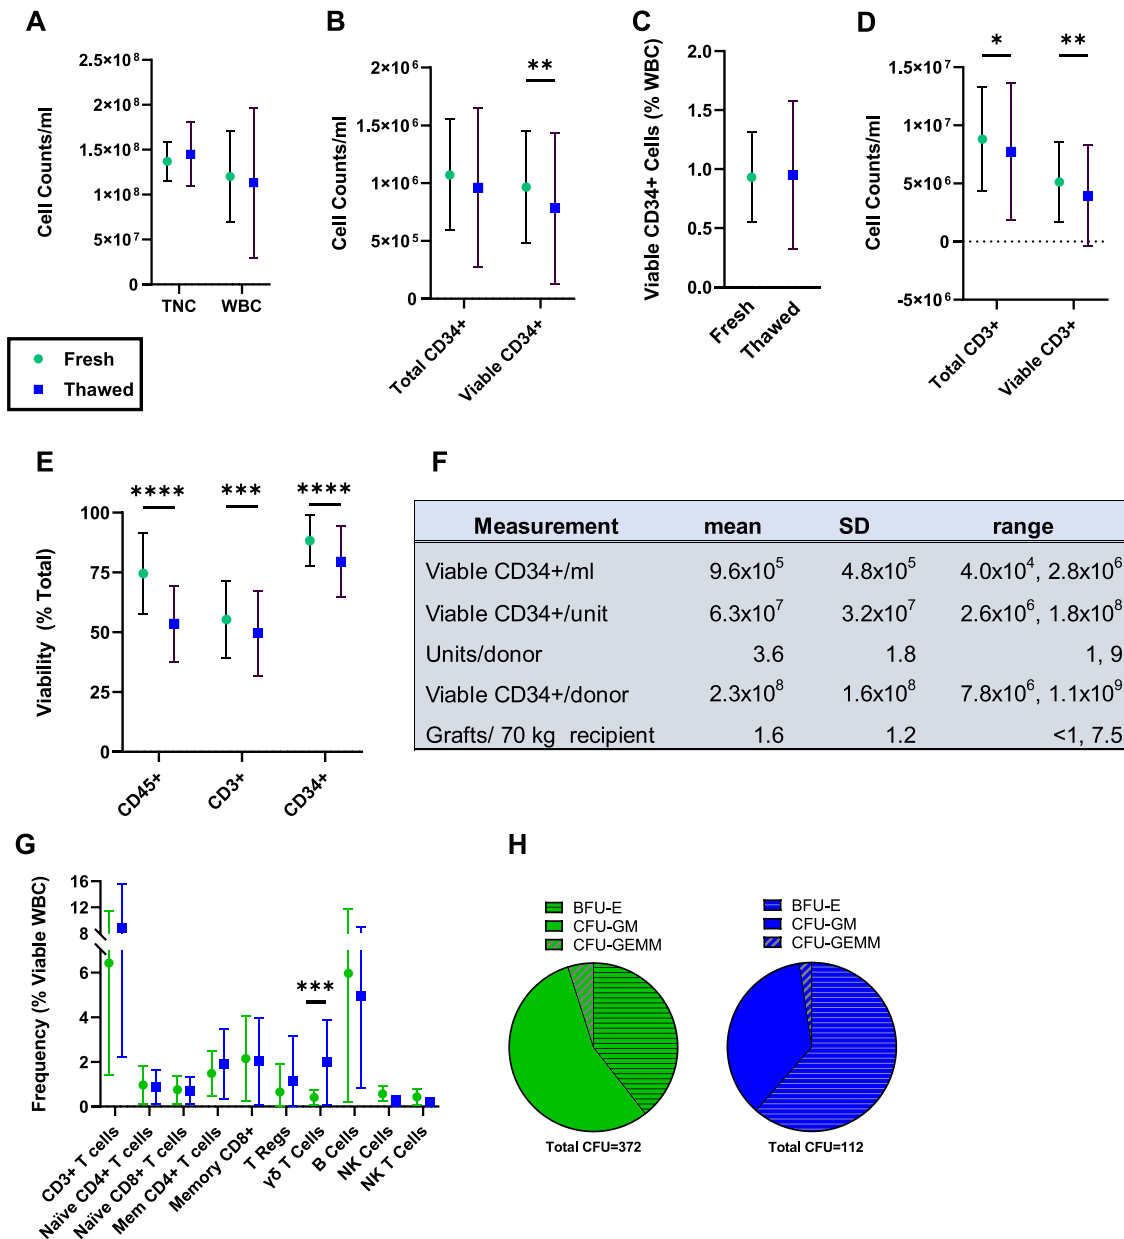 A
Cell Counts/ml
2.5×10⁸
2×10⁸
1.5×10⁸
1×10⁸
5×10⁷
0
TNC WBC
Fresh
Thawed
B
**
Cell Counts/ml
2×10⁶
1.5×10⁶
1×10⁶
5×10⁵
0
Total CD34+
Viable CD34+
C
Viable CD34+ Cells (% WBC)
2.0
1.5
1.0
0.5
0.0
Fresh
Thawed
D
* **
Cell Counts/ml
1.5×10⁷
1×10⁷
5×10⁶
0
-5×10⁶
Total CD3+
Viable CD3+
E
**** *** ****
Viability (% Total)
100
75
50
25
0
CD45+
CD3+
CD34+
F
Measurement mean SD range
Viable CD34+/ml 9.6x10⁵ 4.8x10⁵ 4.0x10⁴, 2.8x10⁶
Viable CD34+/unit 6.3x10⁷ 3.2x10⁷ 2.6x10⁶, 1.8x10⁸
Units/donor 3.6 1.8 1, 9
Viable CD34+/donor 2.3x10⁸ 1.6x10⁸ 7.8x10⁶, 1.1x10⁹
Grafts/ 70 kg recipient 1.6 1.2 <1, 7.5
G
***
Frequency (% Viable WBC)
16
12
8
6
4
2
0
CD3+ T cells
Naïve CD4+ T cells
Naïve CD8+ T cells
Mem CD4+ T cells
Memory CD8+
T Regs
γδ T Cells
B Cells
NK Cells
NK T Cells
H
BFU-E
CFU-GM
CFU-GEMM
Total CFU=372
BFU-E
CFU-GM
CFU-GEMM
Total CFU=112